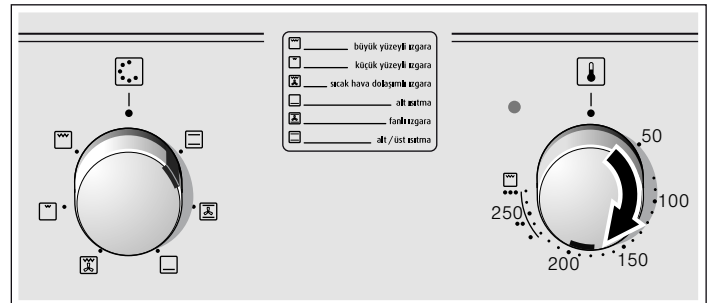 büyük yüzeyli ızgara
küçük yüzeyli ızgara
sıcak hava dolaşımlı ızgara
alt ısıtma
fanlı ızgara
alt / üst ısıtma
50
100
150
200
250